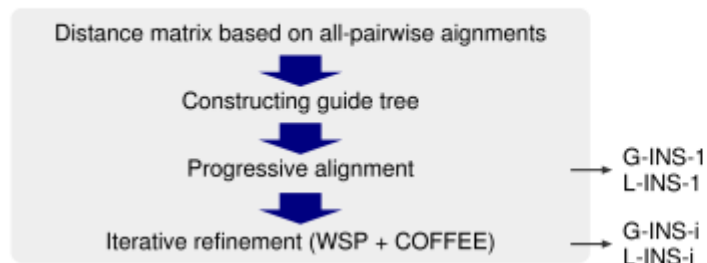 Distance matrix based on all-pairwise aignments
Constructing guide tree
Progressive alignment
G-INS-1
L-INS-1
Iterative refinement (WSP + COFFEE)
G-INS-i
L-INS-i